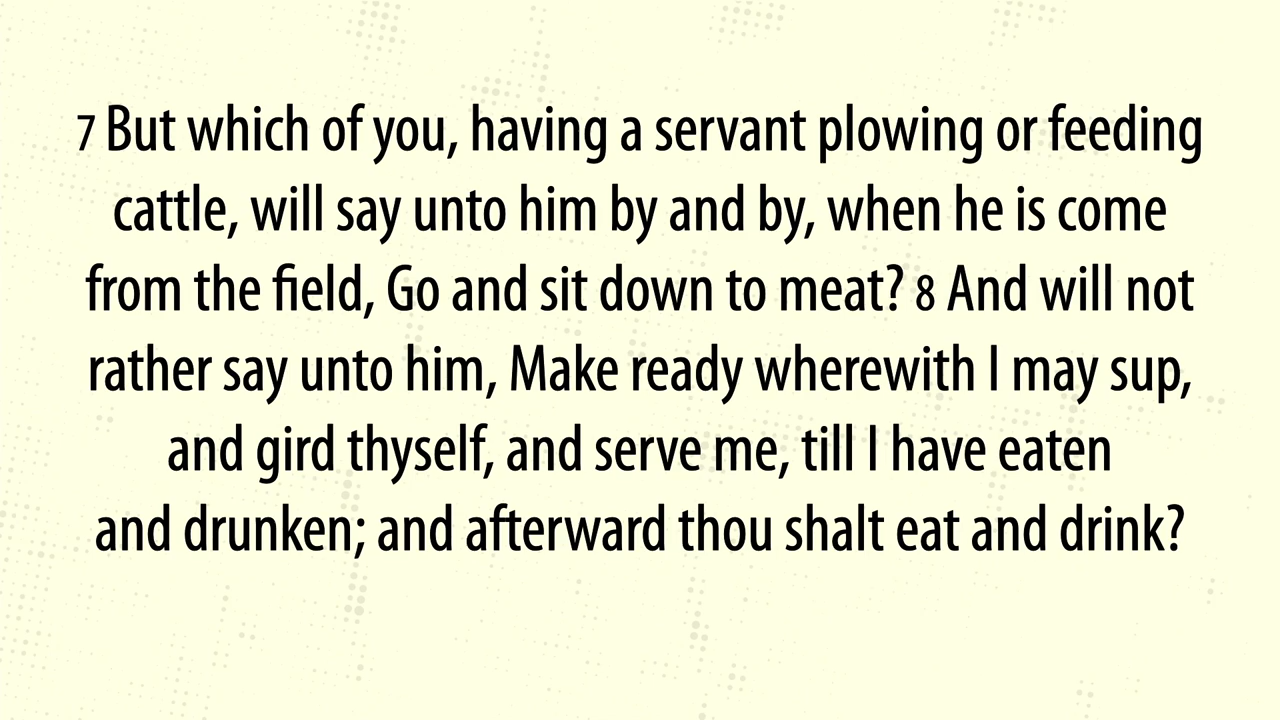 7 But which of you, having a servant plowing or feeding
cattle, will say unto him by and by, when he is come
from the field, Go and sit down to meat? 8 And will not
rather say unto him, Make ready wherewith I may sup,
and gird thyself, and serve me, till I have eaten
and drunken; and afterward thou shalt eat and drink?